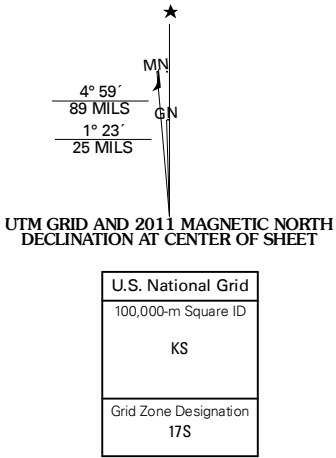 MN
4° 59´
89 MILS
GN
1° 23´
25 MILS
UTM GRID AND 2011 MAGNETIC NORTH
DECLINATION AT CENTER OF SHEET
U.S. National Grid
100,000-m Square ID
KS
Grid Zone Designation
17S